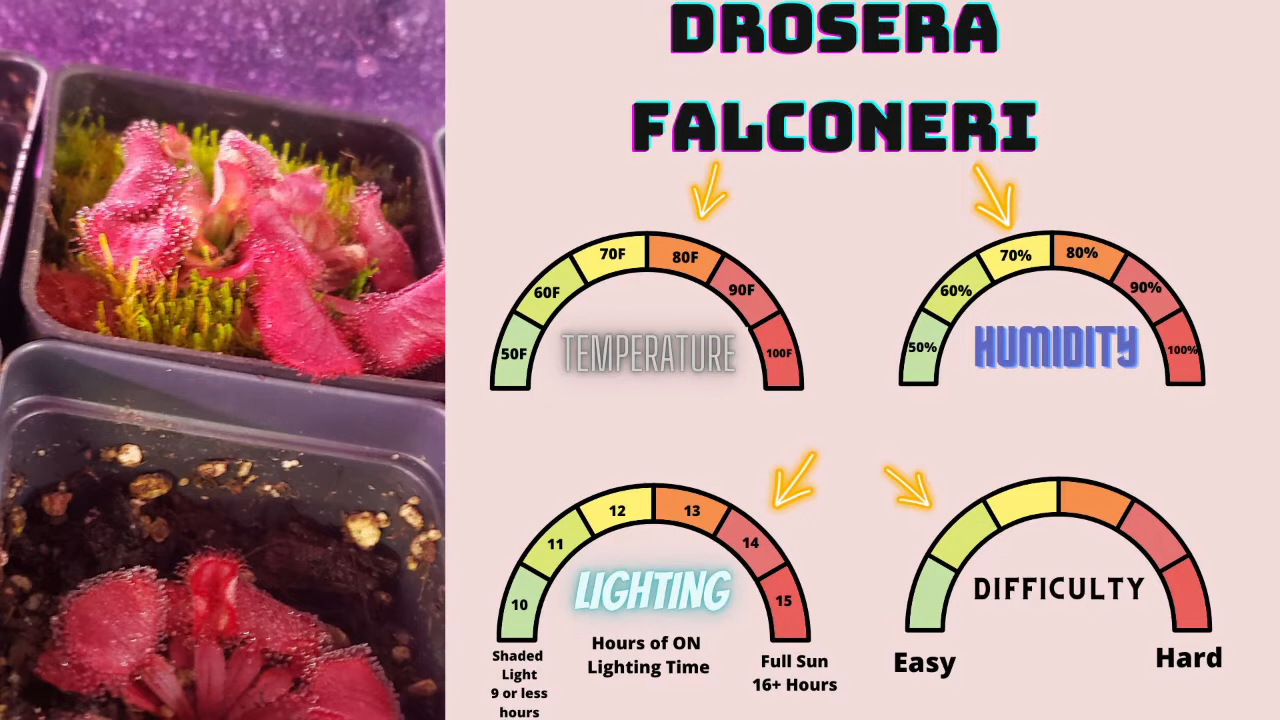 DROSERA
FALCONERI
50F
60F
70F
80F
90F
100F
TEMPERATURE
50%
60%
70%
80%
90%
100%
HUMIDITY
10
11
12
13
14
15
LIGHTING
Hours of ON
Lighting Time
Shaded
Light
9 or less
hours
Full Sun
16+ Hours
DIFFICULTY
Easy
Hard